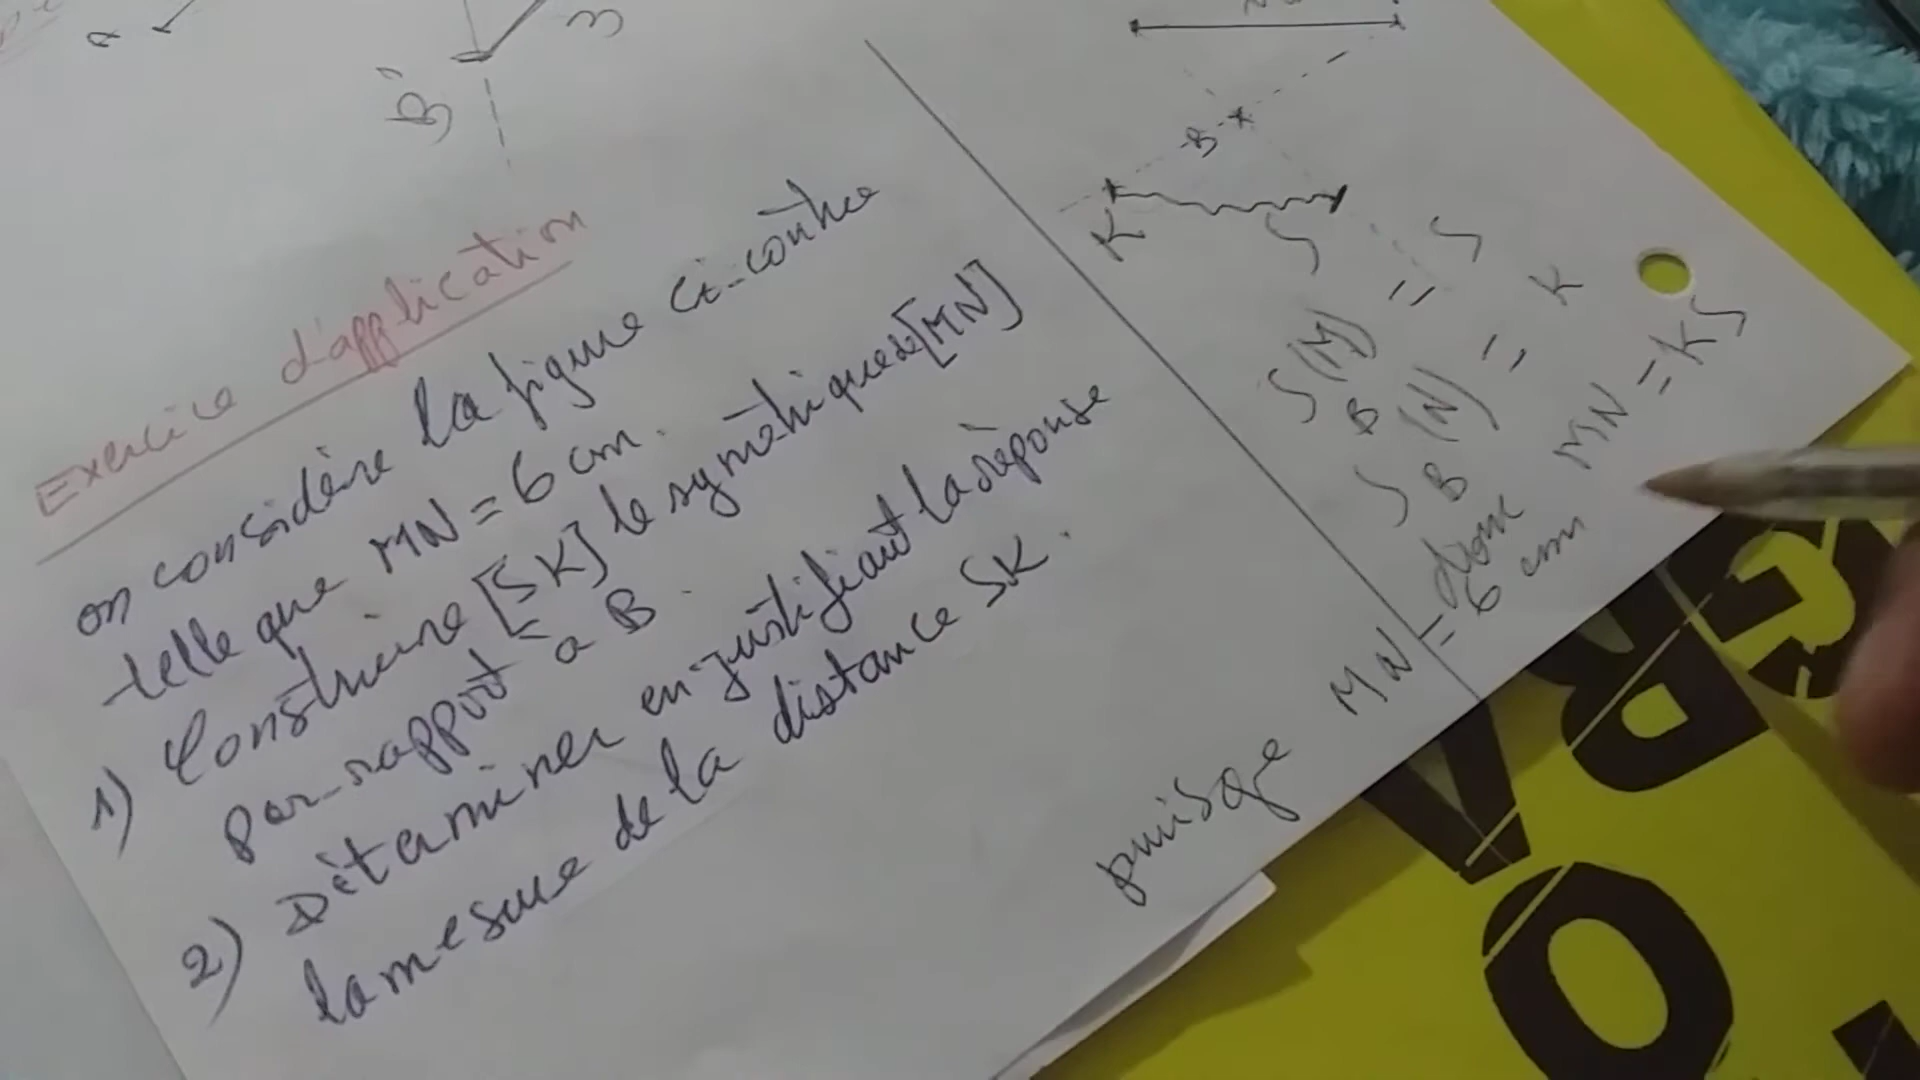 B'
Exercice d'application
on considère la figure ci-contre
telle que MN = 6 cm.
1) Construire [SK] le symétrique de [MN]
par-rapport à B.
2) Détérminer en justifiant la réponse
la mesure de la distance SK.
B
K
S
S_B(M) = S
S_B(N) = K
donc MN = KS
puisqe MN = 6 cm